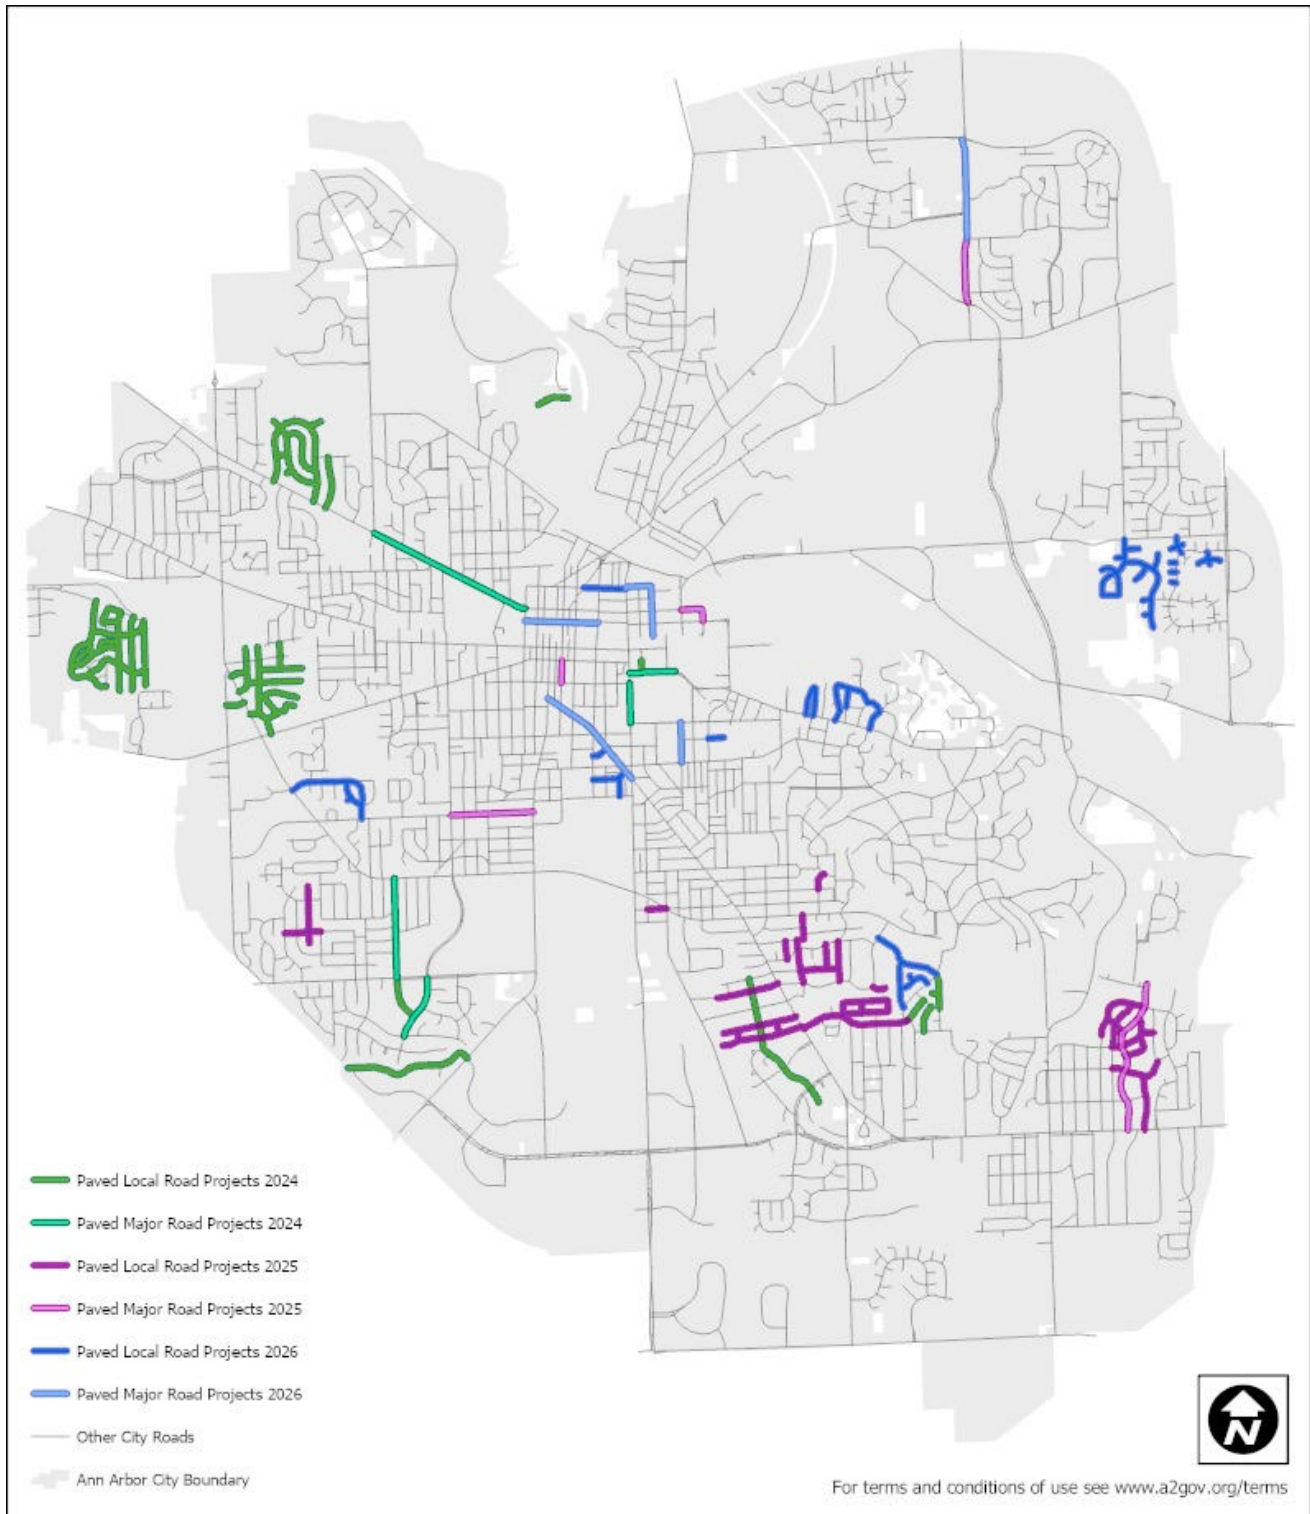 Paved Local Road Projects 2024
Paved Major Road Projects 2024
Paved Local Road Projects 2025
Paved Major Road Projects 2025
Paved Local Road Projects 2026
Paved Major Road Projects 2026
Other City Roads
Ann Arbor City Boundary
N
For terms and conditions of use see www.a2gov.org/terms